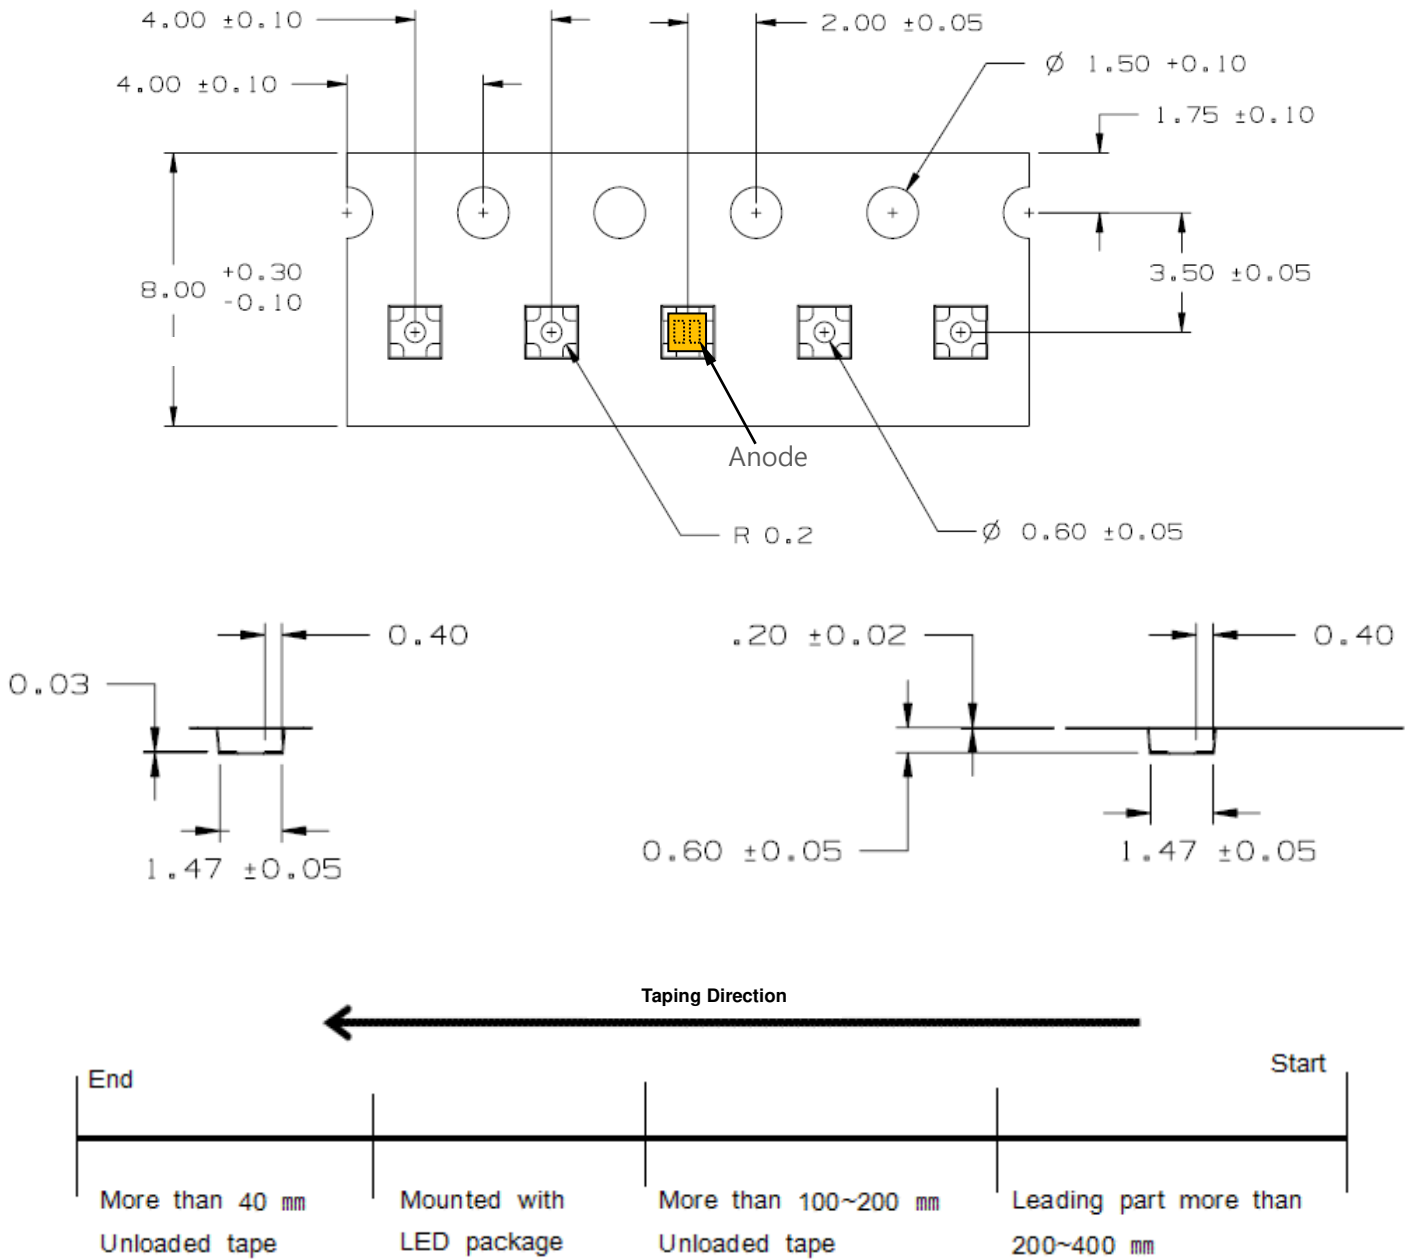 4.00 ±0.10
2.00 ±0.05
4.00 ±0.10
Ø 1.50 +0.10
1.75 ±0.10
8.00 +0.30
-0.10
3.50 ±0.05
Anode
R 0.2
Ø 0.60 ±0.05
0.40
.20 ±0.02
0.40
0.03
0.60 ±0.05
1.47 ±0.05
1.47 ±0.05
Taping Direction
End
Start
More than 40 ㎜
Unloaded tape
Mounted with
LED package
More than 100~200 ㎜
Unloaded tape
Leading part more than
200~400 ㎜